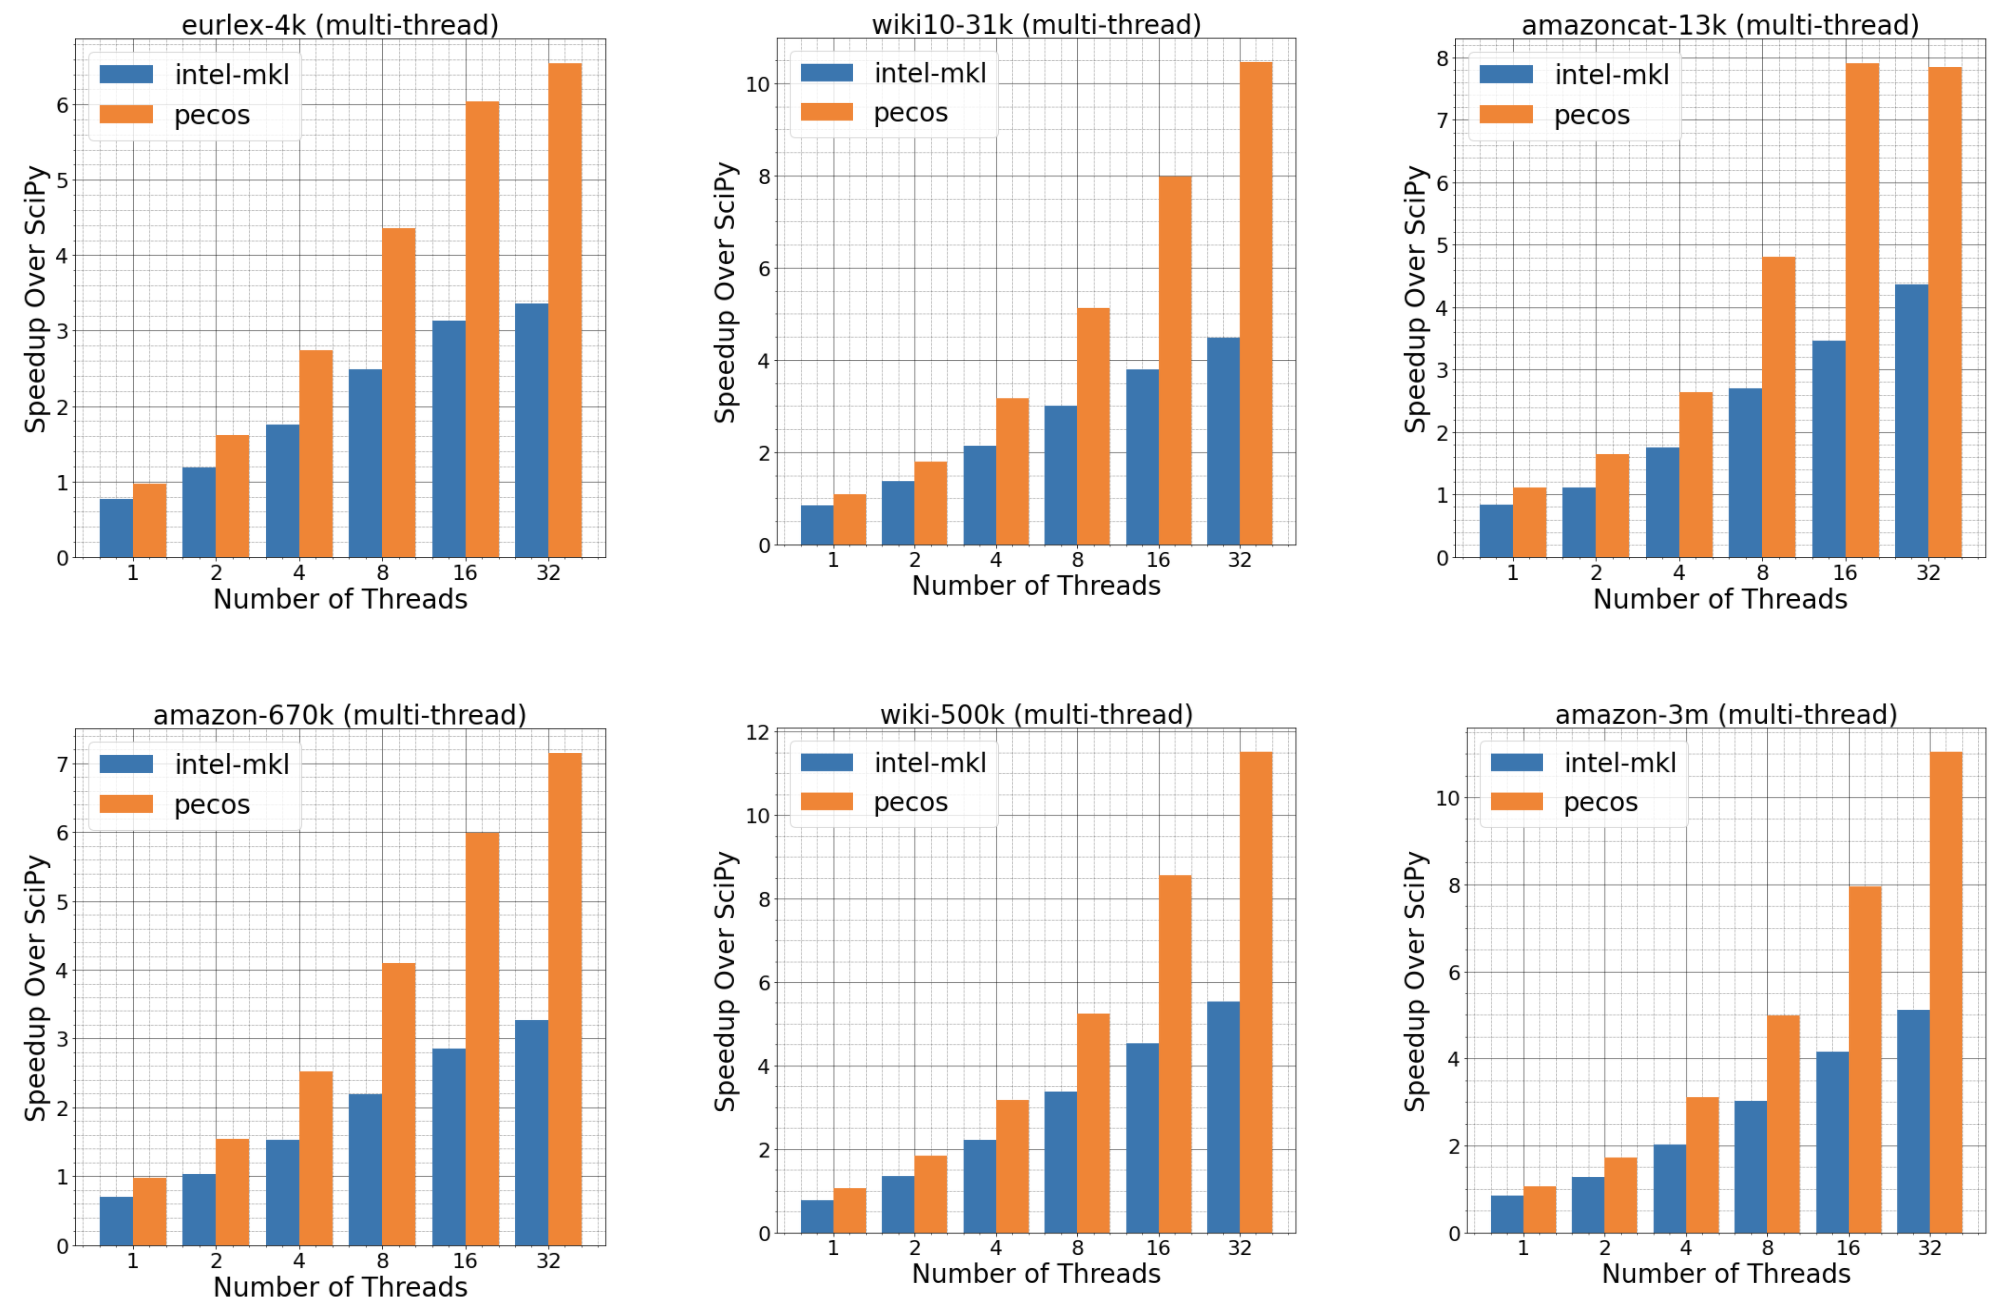 eurlex-4k (multi-thread)
intel-mkl
pecos
Speedup Over SciPy
6
5
4
3
2
1
0
1 2 4 8 16 32
Number of Threads
wiki10-31k (multi-thread)
intel-mkl
pecos
Speedup Over SciPy
10
8
6
4
2
0
1 2 4 8 16 32
Number of Threads
amazoncat-13k (multi-thread)
intel-mkl
pecos
Speedup Over SciPy
8
7
6
5
4
3
2
1
0
1 2 4 8 16 32
Number of Threads
amazon-670k (multi-thread)
intel-mkl
pecos
Speedup Over SciPy
7
6
5
4
3
2
1
0
1 2 4 8 16 32
Number of Threads
wiki-500k (multi-thread)
intel-mkl
pecos
Speedup Over SciPy
12
10
8
6
4
2
0
1 2 4 8 16 32
Number of Threads
amazon-3m (multi-thread)
intel-mkl
pecos
Speedup Over SciPy
10
8
6
4
2
0
1 2 4 8 16 32
Number of Threads